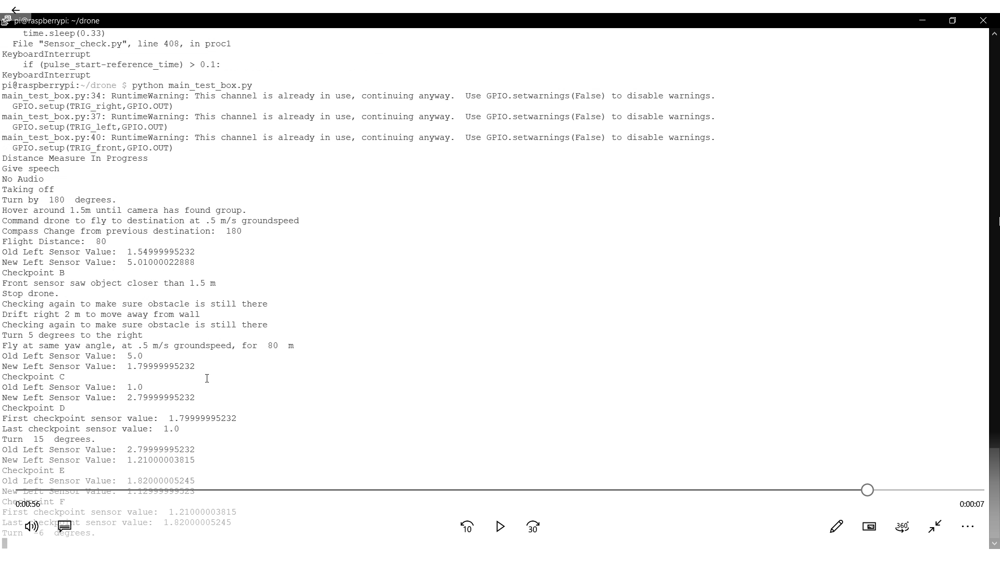 pi@raspberrypi: ~/drone
    time.sleep(0.33)
  File "Sensor_check.py", line 408, in proc1
KeyboardInterrupt
    if (pulse_start-reference_time) > 0.1:
KeyboardInterrupt
pi@raspberrypi:~/drone $ python main_test_box.py
main_test_box.py:34: RuntimeWarning: This channel is already in use, continuing anyway.  Use GPIO.setwarnings(False) to disable warnings.
  GPIO.setup(TRIG_right,GPIO.OUT)
main_test_box.py:37: RuntimeWarning: This channel is already in use, continuing anyway.  Use GPIO.setwarnings(False) to disable warnings.
  GPIO.setup(TRIG_left,GPIO.OUT)
main_test_box.py:40: RuntimeWarning: This channel is already in use, continuing anyway.  Use GPIO.setwarnings(False) to disable warnings.
  GPIO.setup(TRIG_front,GPIO.OUT)
Distance Measure In Progress
Give speech
No Audio
Taking off
Turn by  180  degrees.
Hover around 1.5m until camera has found group.
Command drone to fly to destination at .5 m/s groundspeed
Compass Change from previous destination:  180
Flight Distance:  80
Old Left Sensor Value:  1.54999995232
New Left Sensor Value:  5.01000022888
Checkpoint B
Front sensor saw object closer than 1.5 m
Stop drone.
Checking again to make sure obstacle is still there
Drift right 2 m to move away from wall
Checking again to make sure obstacle is still there
Turn 5 degrees to the right
Fly at same yaw angle, at .5 m/s groundspeed, for  80  m
Old Left Sensor Value:  5.0
New Left Sensor Value:  1.79999995232
Checkpoint C
Old Left Sensor Value:  1.0
New Left Sensor Value:  2.79999995232
Checkpoint D
First checkpoint sensor value:  1.79999995232
Last checkpoint sensor value:  1.0
Turn  15  degrees.
Old Left Sensor Value:  2.79999995232
New Left Sensor Value:  1.21000003815
Checkpoint E
Old Left Sensor Value:  1.82000005245
New Left Sensor Value:  1.12999999523
Checkpoint F
0:00:56
0:00:07
First checkpoint sensor value:  1.21000003815
Last checkpoint sensor value:  1.82000005245
Turn  -6  degrees.
10
30
360°